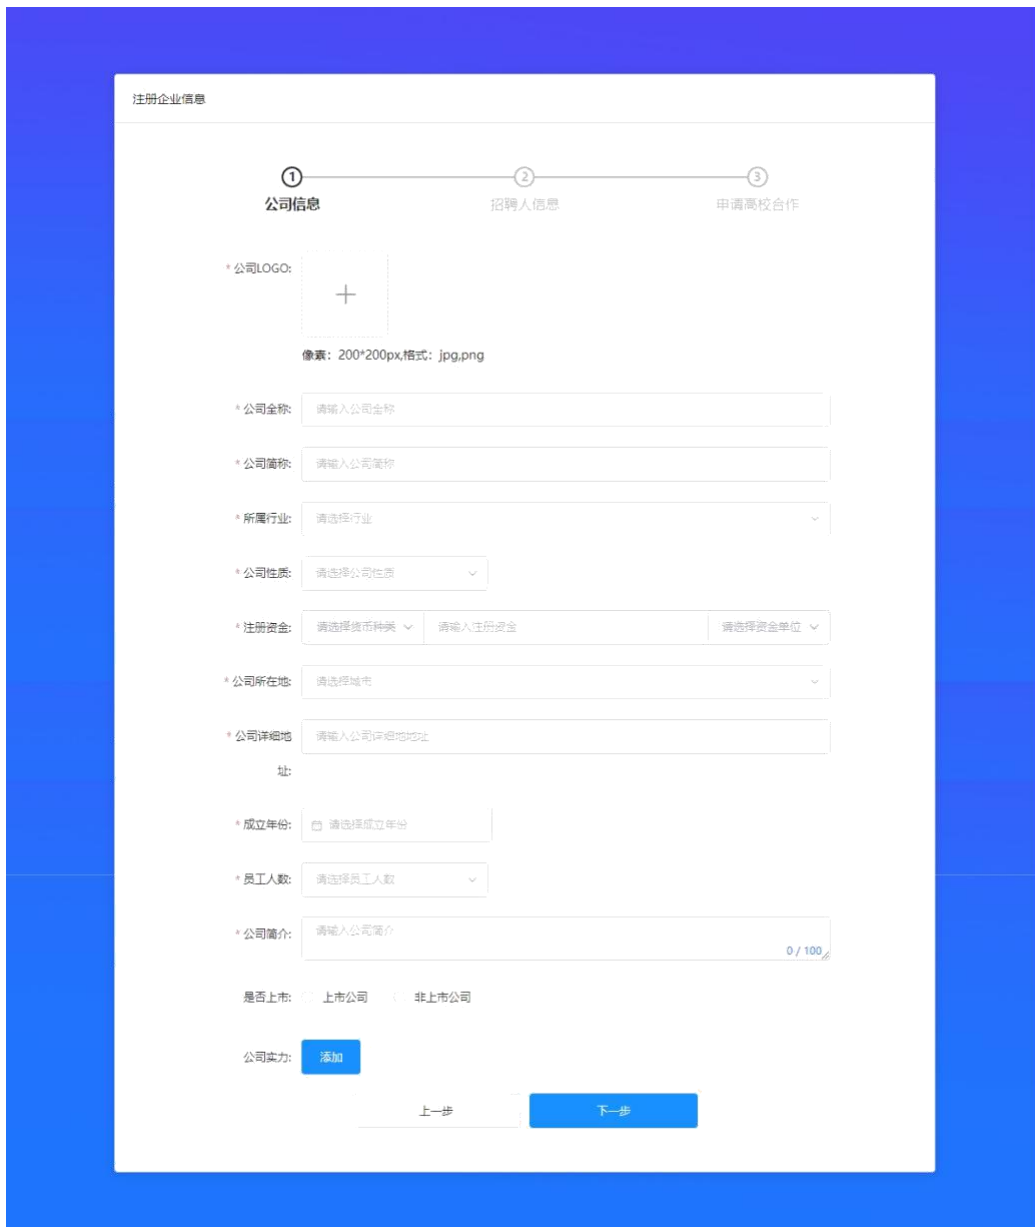 注册企业信息
1
2
3
公司信息
招聘人信息
申请高校合作
* 公司LOGO:
像素：200*200px,格式：jpg,png
* 公司全称: 请输入公司全称
* 公司简称: 请输入公司简称
* 所属行业: 请选择行业
* 公司性质: 请选择公司性质
* 注册资金: 请选择货币种类 请输入注册资金 请选择资金单位
* 公司所在地: 请选择城市
* 公司详细地 请输入公司详细地地址
址:
* 成立年份: 请选择成立年份
* 员工人数: 请选择员工人数
* 公司简介: 请输入公司简介
0 / 100
是否上市: 上市公司 非上市公司
公司实力: 添加
上一步 下一步